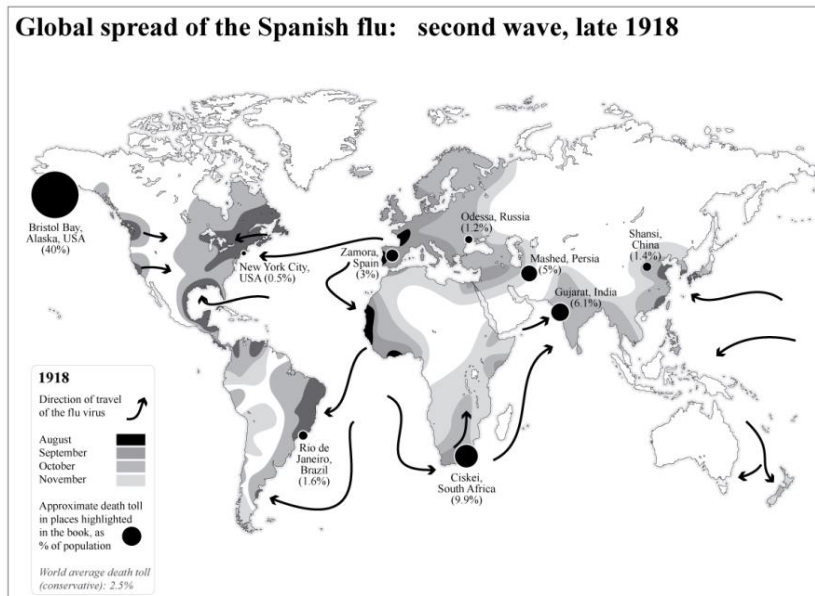 Global spread of the Spanish flu: second wave, late 1918
Bristol Bay,
Alaska, USA
(40%)
New York City,
USA (0.5%)
Zamora,
Spain
(3%)
Odessa, Russia
(1.2%)
Mashed, Persia
(5%)
Shansi,
China
(1.4%)
Gujarat, India
(6.1%)
Rio de
Janeiro,
Brazil
(1.6%)
Ciskei,
South Africa
(9.9%)
1918
Direction of travel
of the flu virus
August
September
October
November
Approximate death toll
in places highlighted
in the book, as
% of population
World average death toll
(conservative): 2.5%